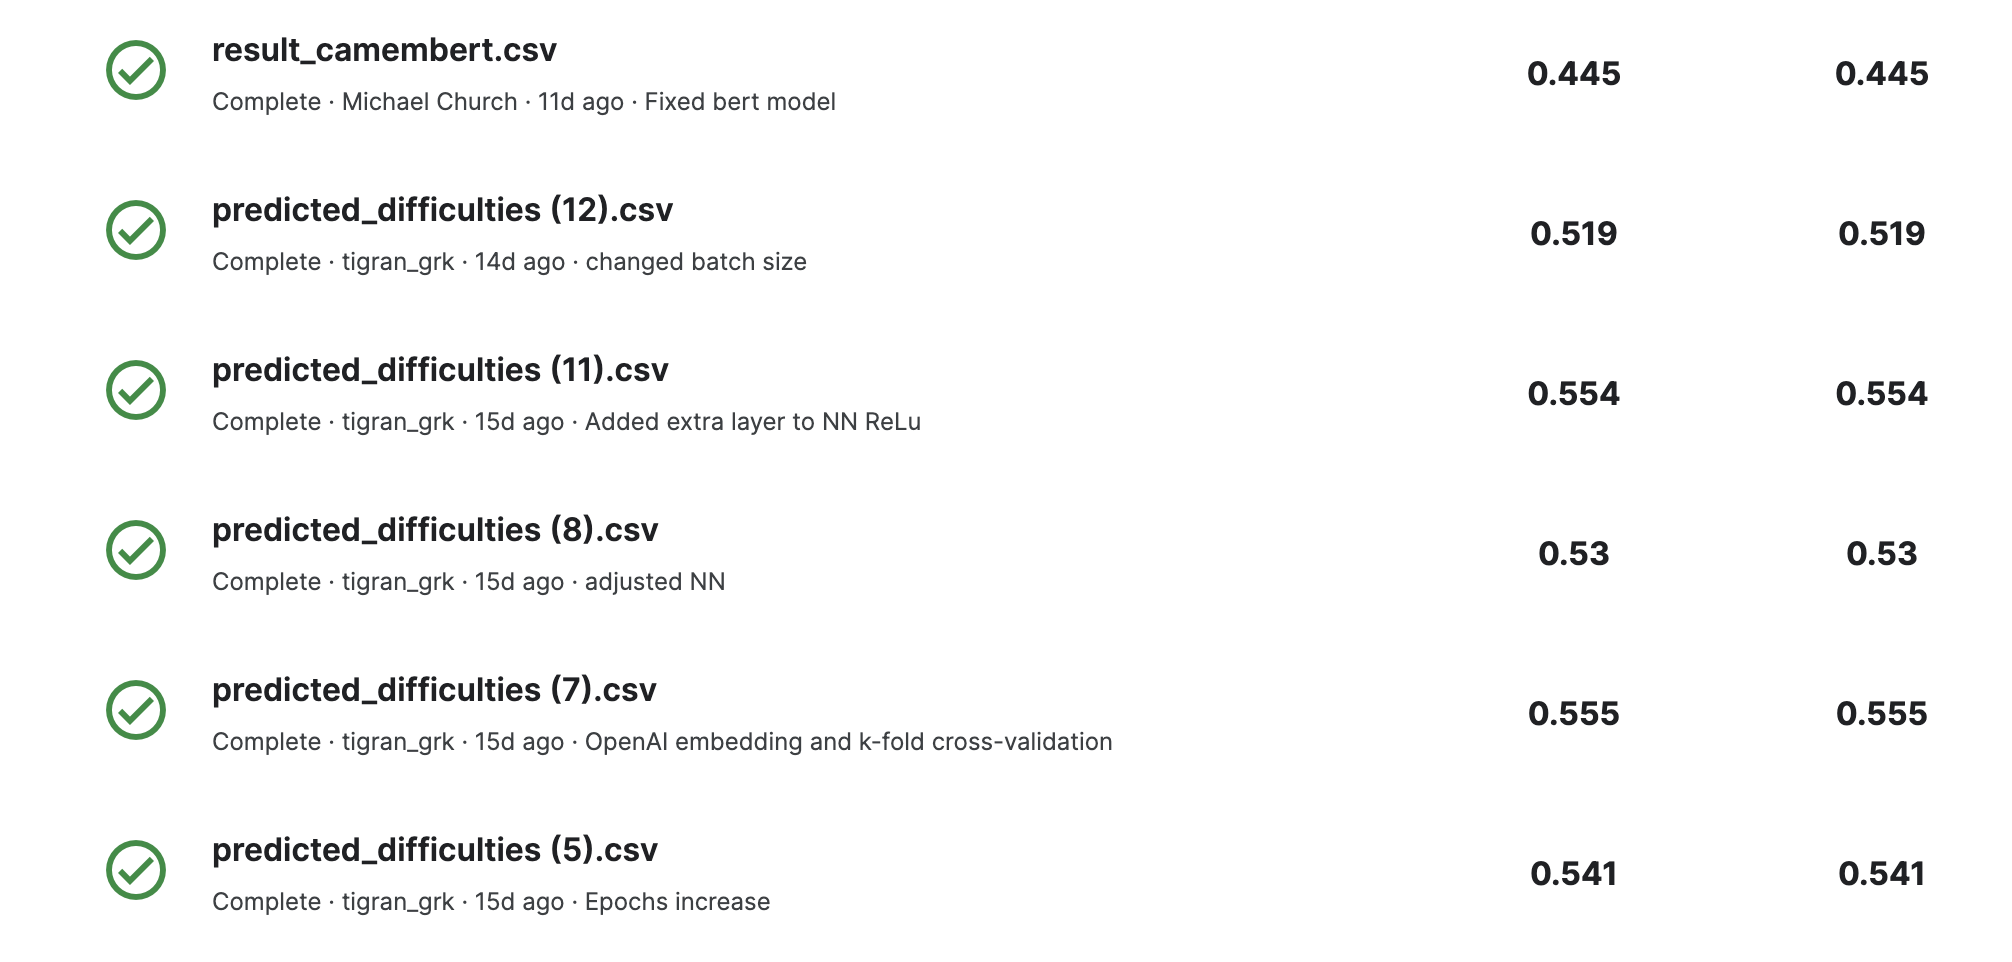 result_camembert.csv
0.445 0.445
Complete · Michael Church · 11d ago · Fixed bert model
predicted_difficulties (12).csv
0.519 0.519
Complete · tigran_grk · 14d ago · changed batch size
predicted_difficulties (11).csv
0.554 0.554
Complete · tigran_grk · 15d ago · Added extra layer to NN ReLu
predicted_difficulties (8).csv
0.53 0.53
Complete · tigran_grk · 15d ago · adjusted NN
predicted_difficulties (7).csv
0.555 0.555
Complete · tigran_grk · 15d ago · OpenAI embedding and k-fold cross-validation
predicted_difficulties (5).csv
0.541 0.541
Complete · tigran_grk · 15d ago · Epochs increase